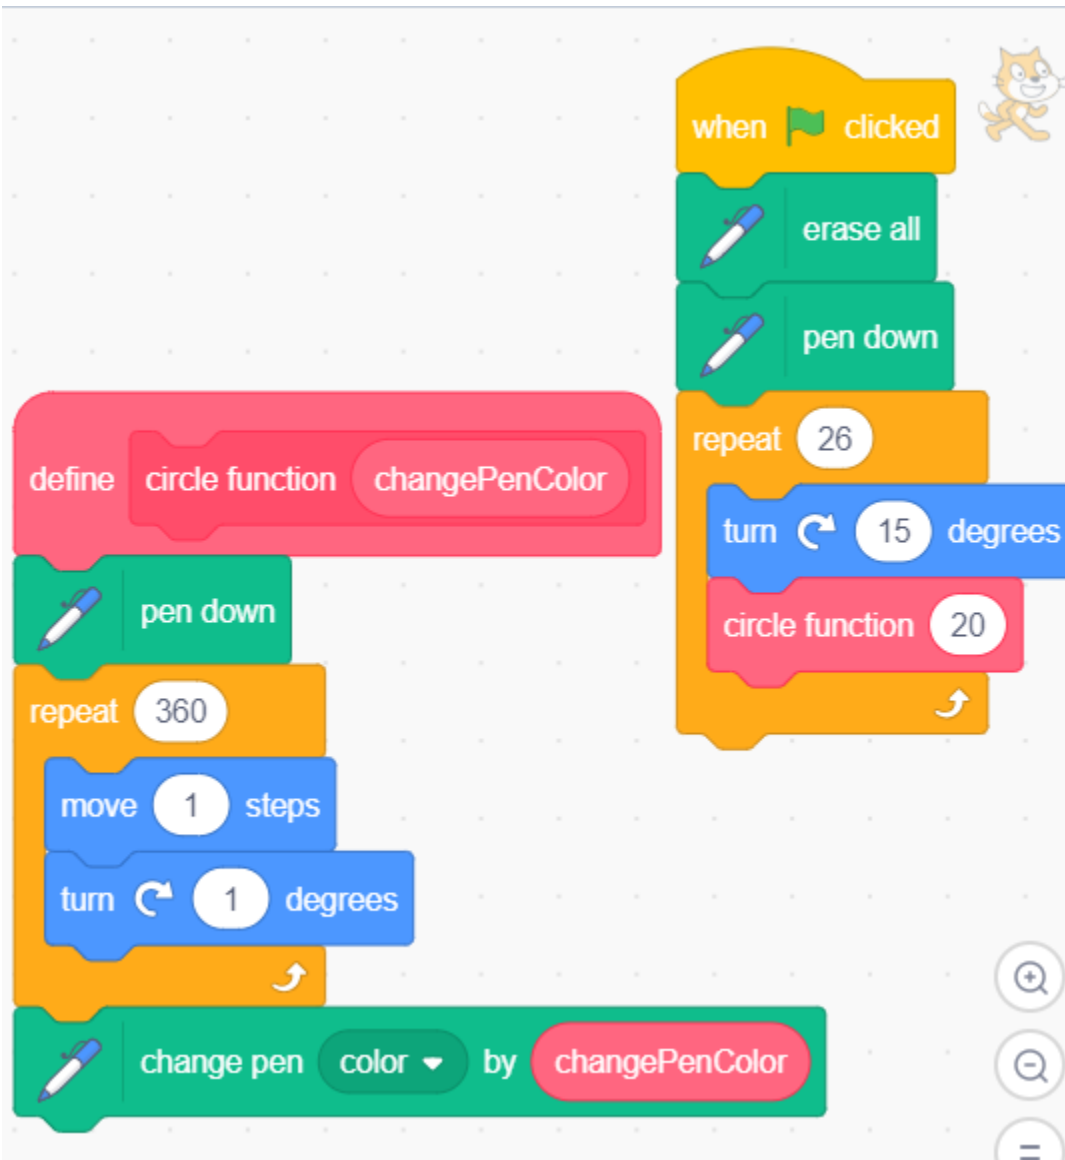 when clicked
erase all
pen down
repeat 26
turn 15 degrees
circle function 20
define circle function changePenColor
pen down
repeat 360
move 1 steps
turn 1 degrees
change pen color by changePenColor